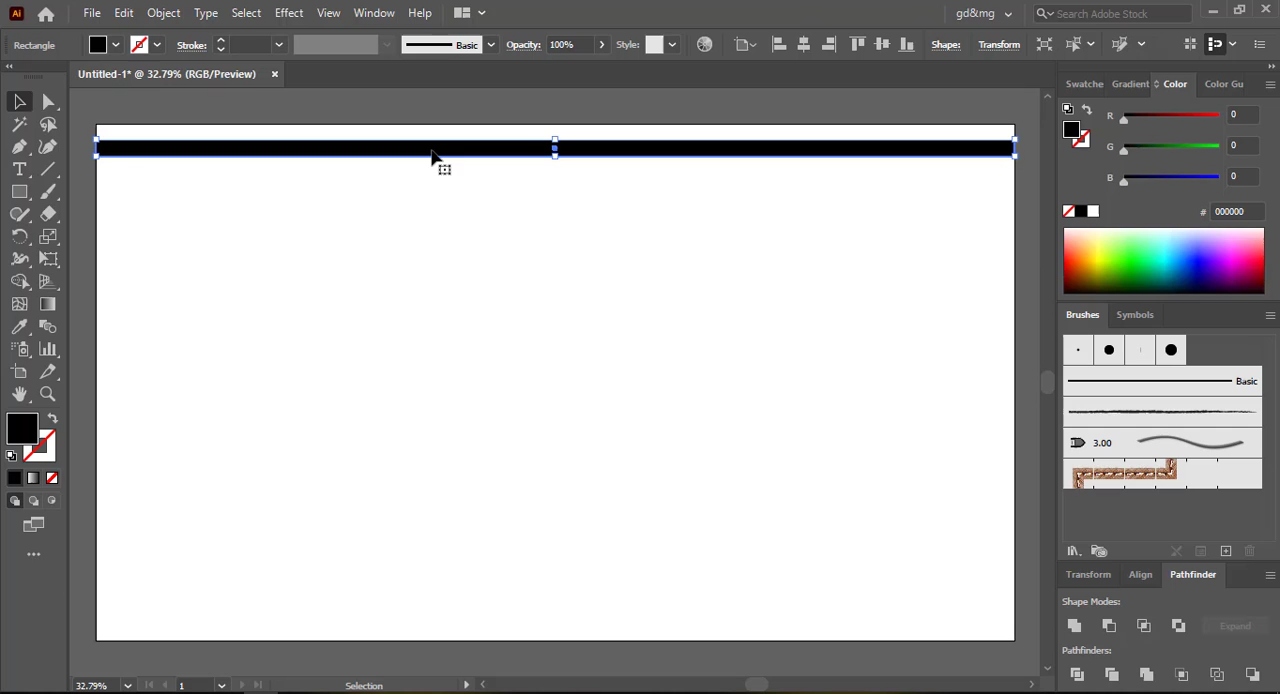 Ai File Edit Object Type Select Effect View Window Help gd&mg Search Adobe Stock
Rectangle Stroke: Basic Opacity: 100% Style: Shape: Transform
Untitled-1* @ 32.79% (RGB/Preview) ×
Swatche Gradient Color Color Gu
R 0
G 0
B 0
# 000000
Brushes Symbols
Basic
3.00
Transform Align Pathfinder
Shape Modes:
Expand
Pathfinders:
32.79% 1 Selection